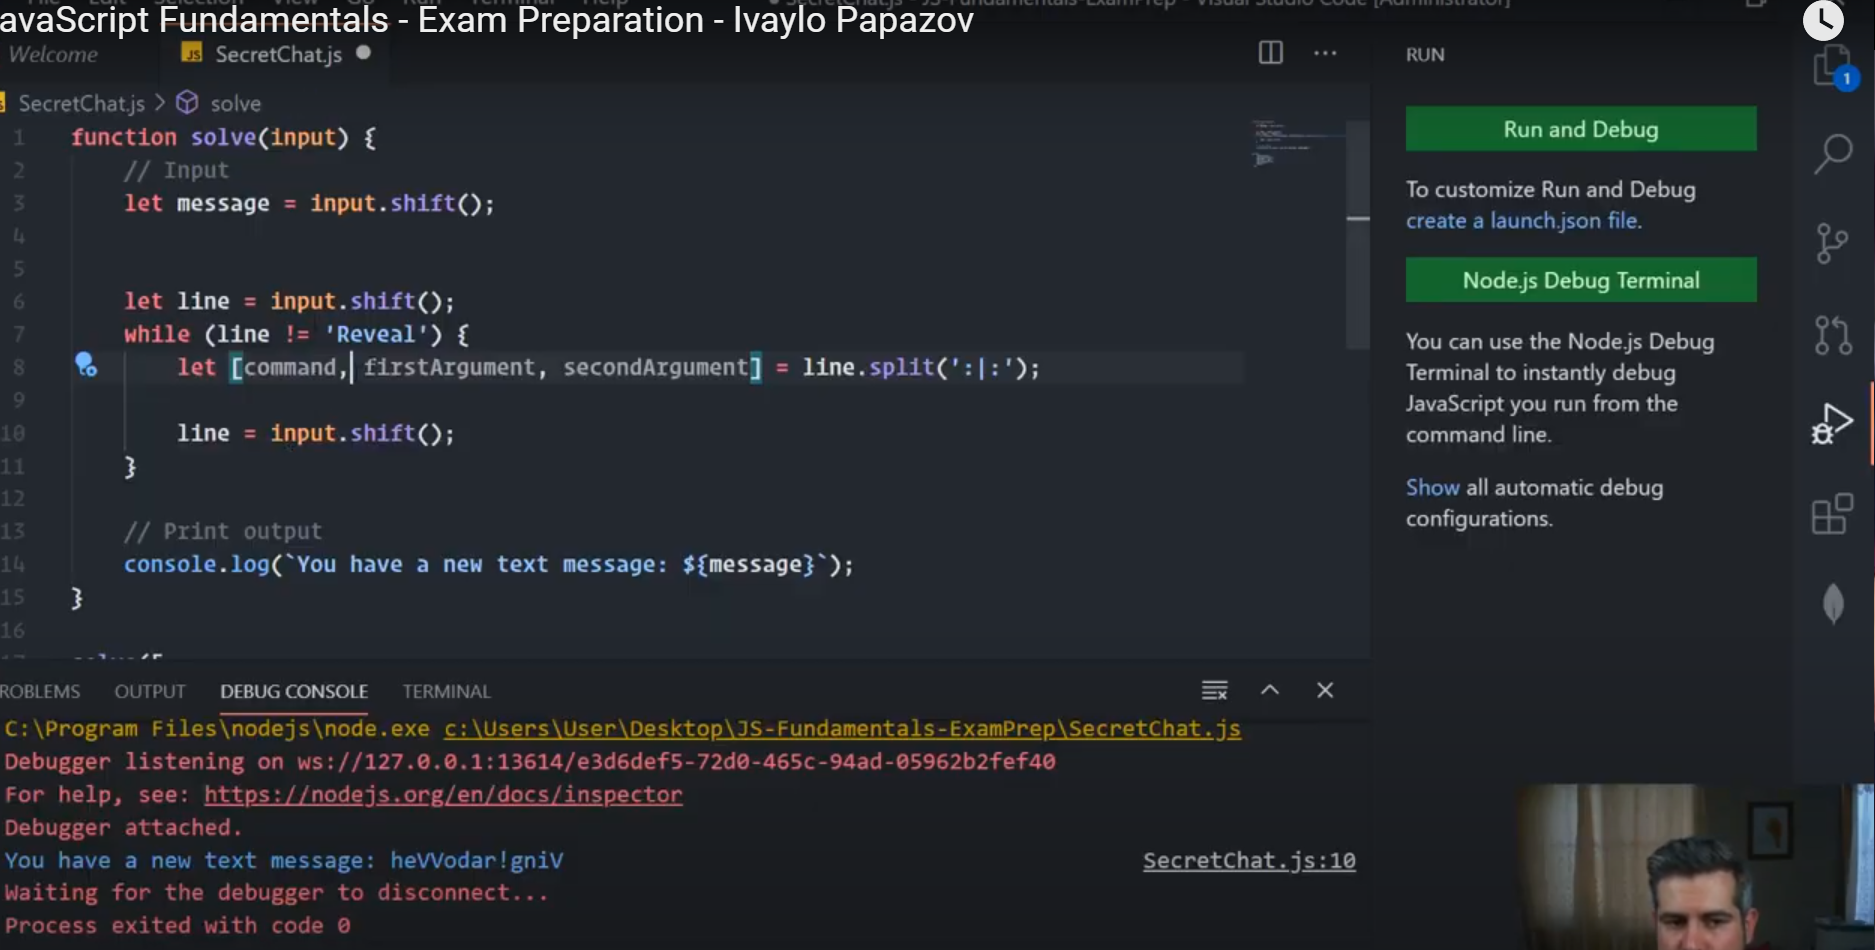 avaScript Fundamentals - Exam Preparation - Ivaylo Papazov
Welcome
JS SecretChat.js
SecretChat.js > solve
1 function solve(input) {
2 // Input
3 let message = input.shift();
4
5
6 let line = input.shift();
7 while (line != 'Reveal') {
8 let [command, firstArgument, secondArgument] = line.split(':|:');
9
10 line = input.shift();
11 }
12
13 // Print output
14 console.log(`You have a new text message: ${message}`);
15 }
16
ROBLEMS OUTPUT DEBUG CONSOLE TERMINAL
C:\Program Files\nodejs\node.exe c:\Users\User\Desktop\JS-Fundamentals-ExamPrep\SecretChat.js
Debugger listening on ws://127.0.0.1:13614/e3d6def5-72d0-465c-94ad-05962b2fef40
For help, see: https://nodejs.org/en/docs/inspector
Debugger attached.
You have a new text message: heVVodar!gniV SecretChat.js:10
Waiting for the debugger to disconnect...
Process exited with code 0
RUN
Run and Debug
To customize Run and Debug
create a launch.json file.
Node.js Debug Terminal
You can use the Node.js Debug
Terminal to instantly debug
JavaScript you run from the
command line.
Show all automatic debug
configurations.
1